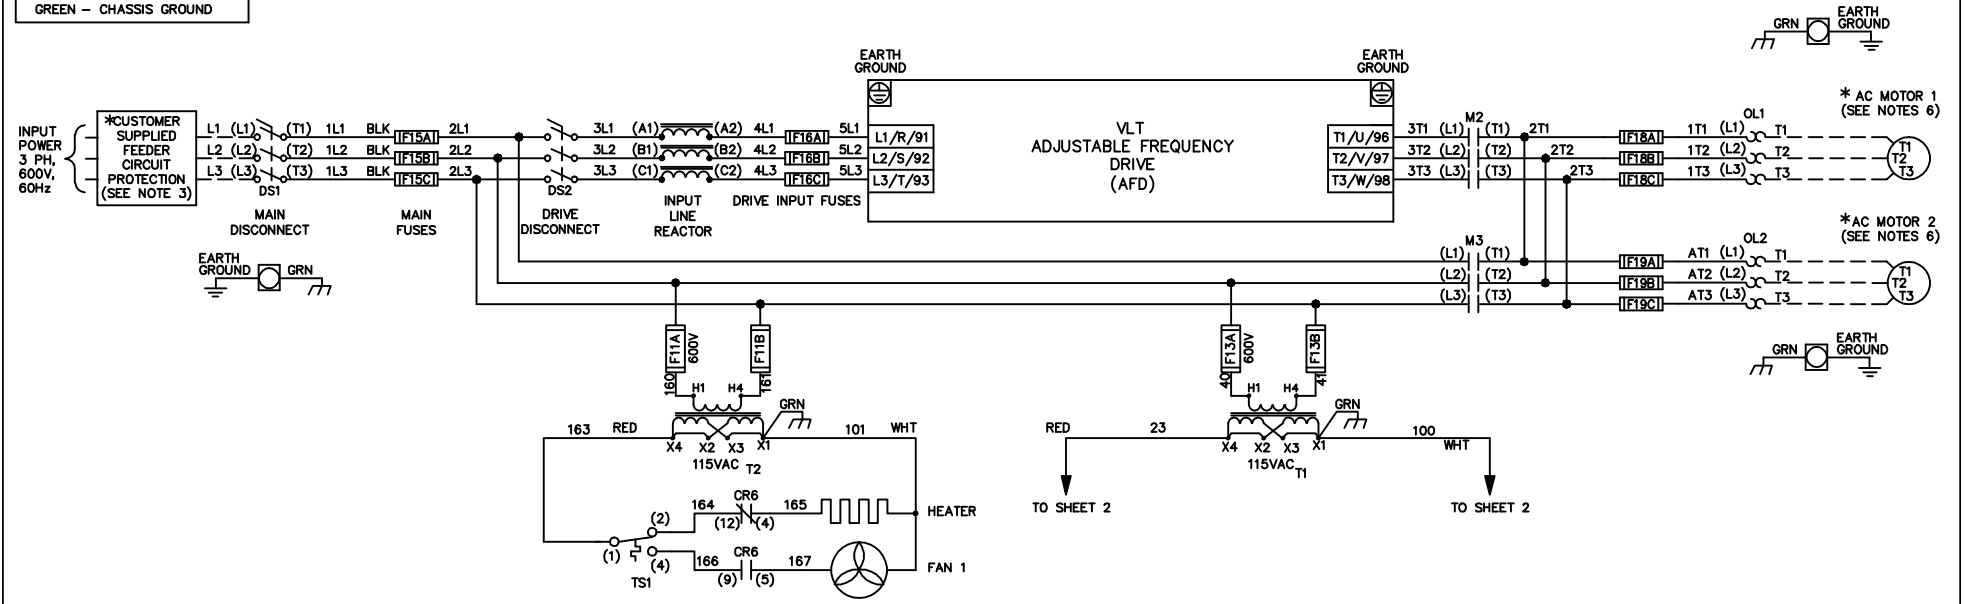 GREEN – CHASSIS GROUND
EARTH
GROUND
GRN
EARTH
GROUND
EARTH
GROUND
INPUT
POWER
3 PH,
600V,
60Hz
*CUSTOMER
SUPPLIED
FEEDER
CIRCUIT
PROTECTION
(SEE NOTE 3)
L1 (L1) (T1) 1L1 BLK F15A 2L1
L2 (L2) (T2) 1L2 BLK F15B 2L2
L3 (L3) (T3) 1L3 BLK F15C 2L3
DS1
MAIN
DISCONNECT
MAIN
FUSES
3L1 (A1) (A2) 4L1 F16A 5L1
3L2 (B1) (B2) 4L2 F16B 5L2
3L3 (C1) (C2) 4L3 F16C 5L3
DS2
DRIVE
DISCONNECT
INPUT
LINE
REACTOR
DRIVE INPUT FUSES
L1/R/91
L2/S/92
L3/T/93
VLT
ADJUSTABLE FREQUENCY
DRIVE
(AFD)
T1/U/96
T2/V/97
T3/W/98
M2
3T1 (L1) (T1) 2T1
3T2 (L2) (T2) 2T2
3T3 (L3) (T3) 2T3
OL1
F18A 1T1 (L1) T1
F18B 1T2 (L2) T2
F18C 1T3 (L3) T3
* AC MOTOR 1
(SEE NOTES 6)
T1
T2
T3
EARTH
GROUND
GRN
M3
(L1) (T1)
(L2) (T2)
(L3) (T3)
OL2
F19A AT1 (L1) T1
F19B AT2 (L2) T2
F19C AT3 (L3) T3
*AC MOTOR 2
(SEE NOTES 6)
T1
T2
T3
GRN
EARTH
GROUND
F11A
600V
F11B
160
161
H1 H4
GRN
163 RED
X4 X2 X3 X1
101 WHT
115VAC T2
F13A
600V
F13B
40
41
H1 H4
GRN
RED 23
X4 X2 X3 X1
100
WHT
115VAC T1
TO SHEET 2
TO SHEET 2
164 CR6 165
(12) (4)
HEATER
(2)
(1)
(4)
TS1
166 CR6 167
(9) (5)
FAN 1